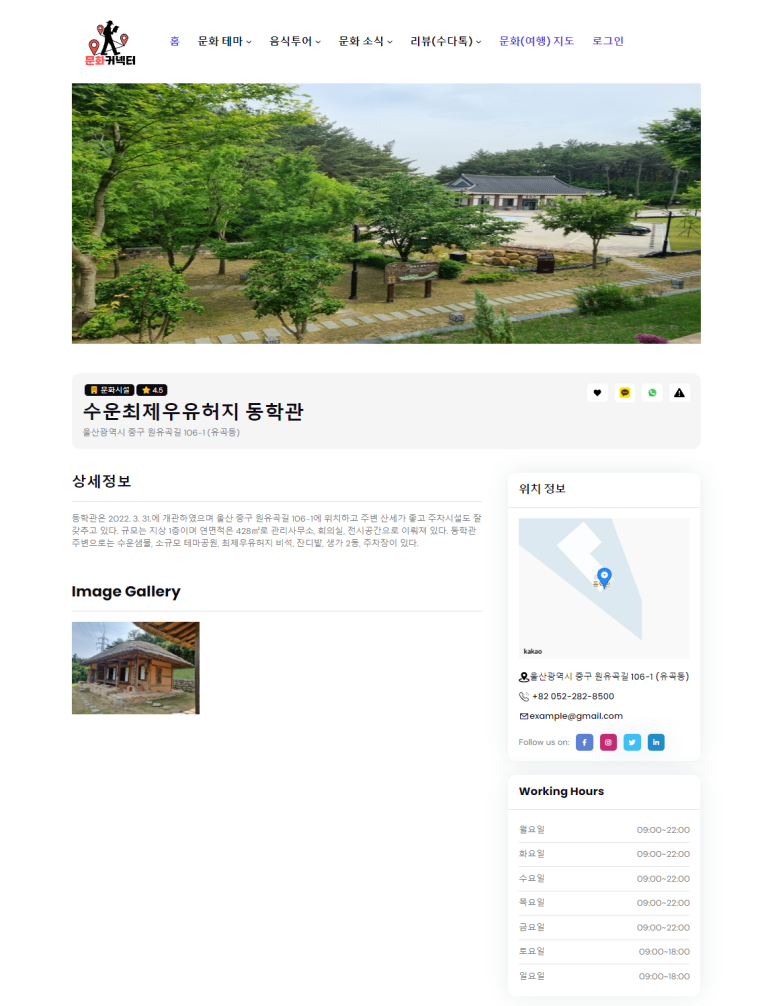 문화커넥터
홈 문화 테마 음식투어 문화 소식 리뷰(수다톡) 문화(여행) 지도 로그인
문화시설 4.5
수운최제우유허지 동학관
울산광역시 중구 원유곡길 106-1 (유곡동)
상세정보
동학관은 2022. 3. 31.에 개관하였으며 울산 중구 원유곡길 106-1에 위치하고 주변 산세가 좋고 주차시설도 잘
갖추고 있다. 규모는 지상 1층이며 연면적은 428㎡로 관리사무소, 회의실, 전시공간으로 이뤄져 있다. 동학관
주변으로는 수운샘물, 소규모 테마공원, 최제우유허지 비석, 잔디밭, 생가 2동, 주차장이 있다.
Image Gallery
위치 정보
kakao
울산광역시 중구 원유곡길 106-1 (유곡동)
+82 052-282-8500
example@gmail.com
Follow us on:
Working Hours
월요일 09:00~22:00
화요일 09:00~22:00
수요일 09:00~22:00
목요일 09:00~22:00
금요일 09:00~22:00
토요일 09:00~18:00
일요일 09:00~18:00